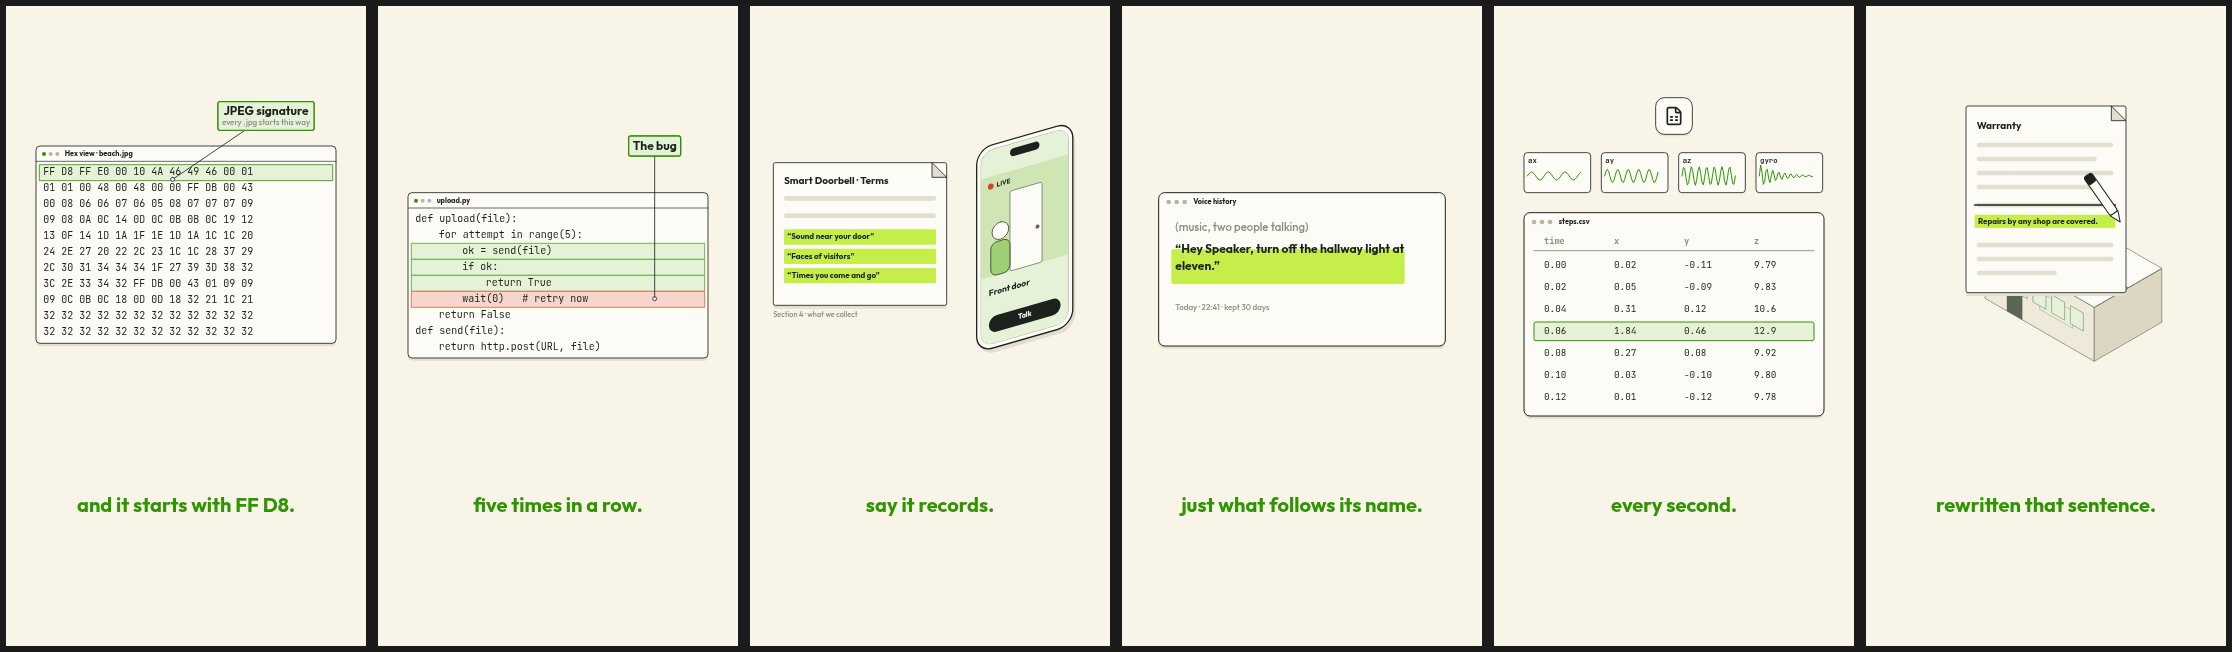 JPEG signature
every .jpg starts this way
Hex view · beach.jpg
FF D8 FF E0 00 10 4A 46 49 46 00 01
01 01 00 48 00 48 00 00 FF DB 00 43
00 08 06 06 07 06 05 08 07 07 07 09
09 08 0A 0C 14 0D 0C 0B 0B 0C 19 12
13 0F 14 1D 1A 1F 1E 1D 1A 1C 1C 20
24 2E 27 20 22 2C 23 1C 1C 28 37 29
2C 30 31 34 34 34 1F 27 39 3D 38 32
3C 2E 33 34 32 FF DB 00 43 01 09 09
09 0C 0B 0C 18 0D 0D 18 32 21 1C 21
32 32 32 32 32 32 32 32 32 32 32 32
32 32 32 32 32 32 32 32 32 32 32 32
and it starts with FF D8.
The bug
upload.py
def upload(file):
for attempt in range(5):
ok = send(file)
if ok:
return True
wait(0) # retry now
return False
def send(file):
return http.post(URL, file)
five times in a row.
Smart Doorbell · Terms
“Sound near your door”
“Faces of visitors”
“Times you come and go”
Section 4 · what we collect
LIVE
Front door
Talk
say it records.
Voice history
(music, two people talking)
“Hey Speaker, turn off the hallway light at
eleven.”
Today · 22:41 · kept 30 days
just what follows its name.
ax
ay
az
gyro
steps.csv
time x y z
0.00 0.02 -0.11 9.79
0.02 0.05 -0.09 9.83
0.04 0.31 0.12 10.6
0.06 1.84 0.46 12.9
0.08 0.27 0.08 9.92
0.10 0.03 -0.10 9.80
0.12 0.01 -0.12 9.78
every second.
Warranty
Repairs by any shop are covered.
rewritten that sentence.